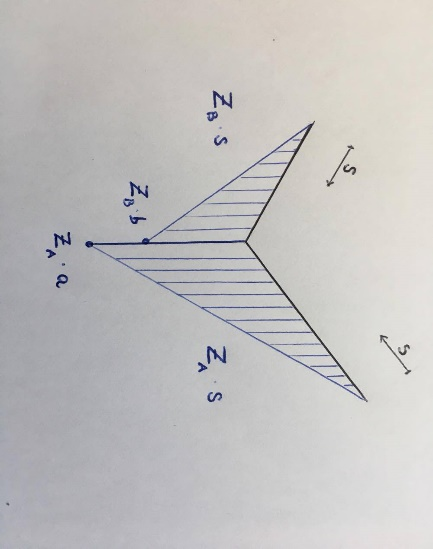 S
S
Z_B · S
Z_B · b
Z_A · a
Z_A · S